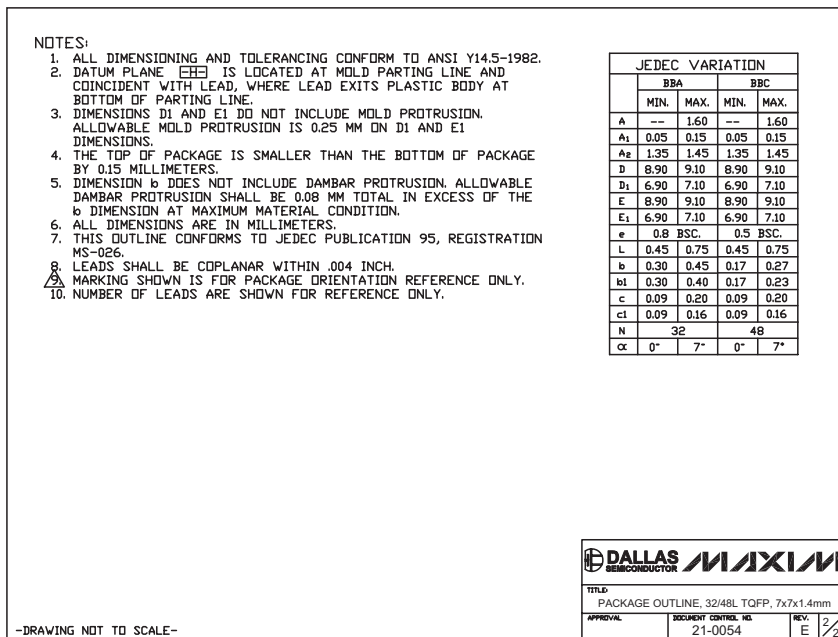 NOTES:
1. ALL DIMENSIONING AND TOLERANCING CONFORM TO ANSI Y14.5-1982.
2. DATUM PLANE -H- IS LOCATED AT MOLD PARTING LINE AND
COINCIDENT WITH LEAD, WHERE LEAD EXITS PLASTIC BODY AT
BOTTOM OF PARTING LINE.
3. DIMENSIONS D1 AND E1 DO NOT INCLUDE MOLD PROTRUSION.
ALLOWABLE MOLD PROTRUSION IS 0.25 MM ON D1 AND E1
DIMENSIONS.
4. THE TOP OF PACKAGE IS SMALLER THAN THE BOTTOM OF PACKAGE
BY 0.15 MILLIMETERS.
5. DIMENSION b DOES NOT INCLUDE DAMBAR PROTRUSION. ALLOWABLE
DAMBAR PROTRUSION SHALL BE 0.08 MM TOTAL IN EXCESS OF THE
b DIMENSION AT MAXIMUM MATERIAL CONDITION.
6. ALL DIMENSIONS ARE IN MILLIMETERS.
7. THIS OUTLINE CONFORMS TO JEDEC PUBLICATION 95, REGISTRATION
MS-026.
8. LEADS SHALL BE COPLANAR WITHIN .004 INCH.
9. MARKING SHOWN IS FOR PACKAGE ORIENTATION REFERENCE ONLY.
10. NUMBER OF LEADS ARE SHOWN FOR REFERENCE ONLY.
JEDEC VARIATION
BBA BBC
MIN. MAX. MIN. MAX.
A -- 1.60 -- 1.60
A1 0.05 0.15 0.05 0.15
A2 1.35 1.45 1.35 1.45
D 8.90 9.10 8.90 9.10
D1 6.90 7.10 6.90 7.10
E 8.90 9.10 8.90 9.10
E1 6.90 7.10 6.90 7.10
e 0.8 BSC. 0.5 BSC.
L 0.45 0.75 0.45 0.75
b 0.30 0.45 0.17 0.27
b1 0.30 0.40 0.17 0.23
c 0.09 0.20 0.09 0.20
c1 0.09 0.16 0.09 0.16
N 32 48
α 0° 7° 0° 7°
-DRAWING NOT TO SCALE-
DALLAS SEMICONDUCTOR MAXIM
TITLE:
PACKAGE OUTLINE, 32/48L TQFP, 7x7x1.4mm
APPROVAL DOCUMENT CONTROL NO. REV.
21-0054 E 2/2